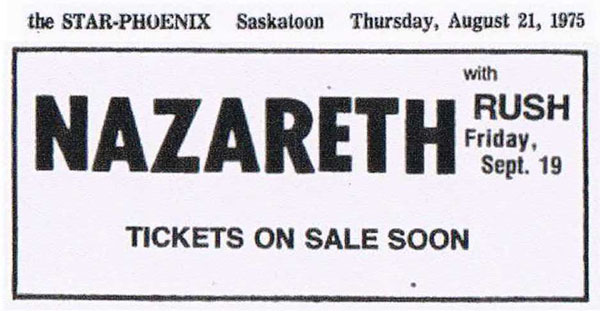 the STAR-PHOENIX Saskatoon Thursday, August 21, 1975
with
NAZARETH RUSH
Friday,
Sept. 19
TICKETS ON SALE SOON